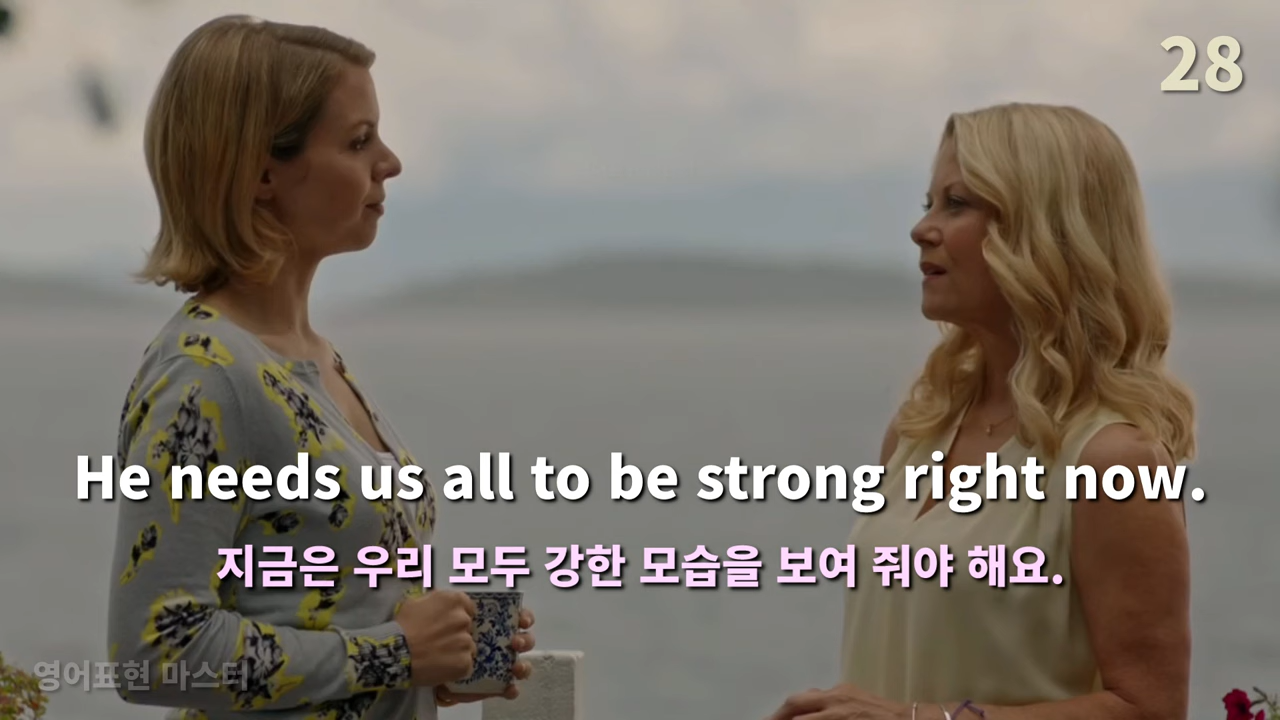 28
He needs us all to be strong right now.
지금은 우리 모두 강한 모습을 보여 줘야 해요.
영어표현 마스터